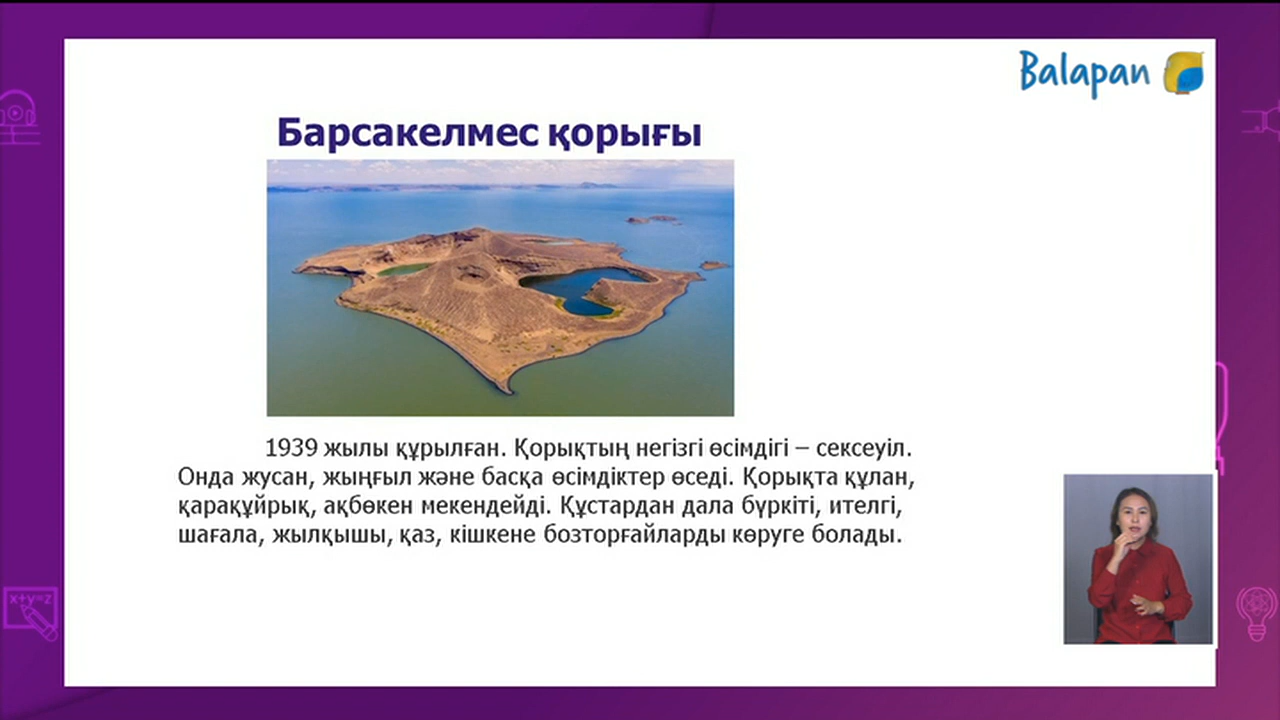 Balapan
Барсакелмес қорығы
1939 жылы құрылған. Қорықтың негізгі өсімдігі – сексеуіл.
Онда жусан, жыңғыл және басқа өсімдіктер өседі. Қорықта құлан,
қарақұйрық, ақбөкен мекендейді. Құстардан дала бүркіті, ителгі,
шағала, жылқышы, қаз, кішкене бозторғайларды көруге болады.
x+y=z